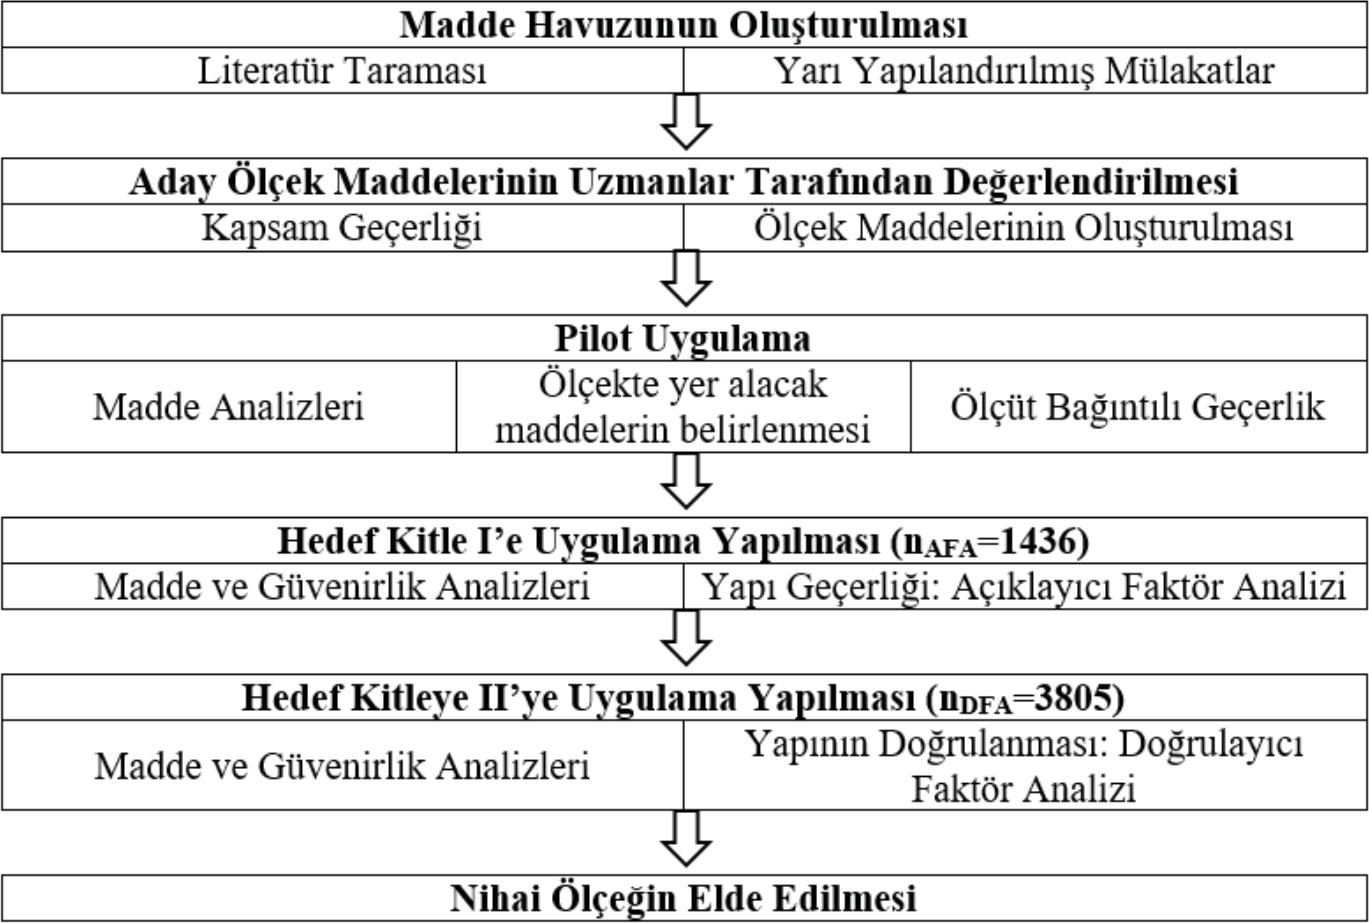 Madde Havuzunun Oluşturulması
Literatür Taraması
Yarı Yapılandırılmış Mülakatlar
Aday Ölçek Maddelerinin Uzmanlar Tarafından Değerlendirilmesi
Kapsam Geçerliği
Ölçek Maddelerinin Oluşturulması
Pilot Uygulama
Madde Analizleri
Ölçekte yer alacak
maddelerin belirlenmesi
Ölçüt Bağıntılı Geçerlik
Hedef Kitle I’e Uygulama Yapılması (nAFA=1436)
Madde ve Güvenirlik Analizleri
Yapı Geçerliği: Açıklayıcı Faktör Analizi
Hedef Kitleye II’ye Uygulama Yapılması (nDFA=3805)
Madde ve Güvenirlik Analizleri
Yapının Doğrulanması: Doğrulayıcı
Faktör Analizi
Nihai Ölçeğin Elde Edilmesi